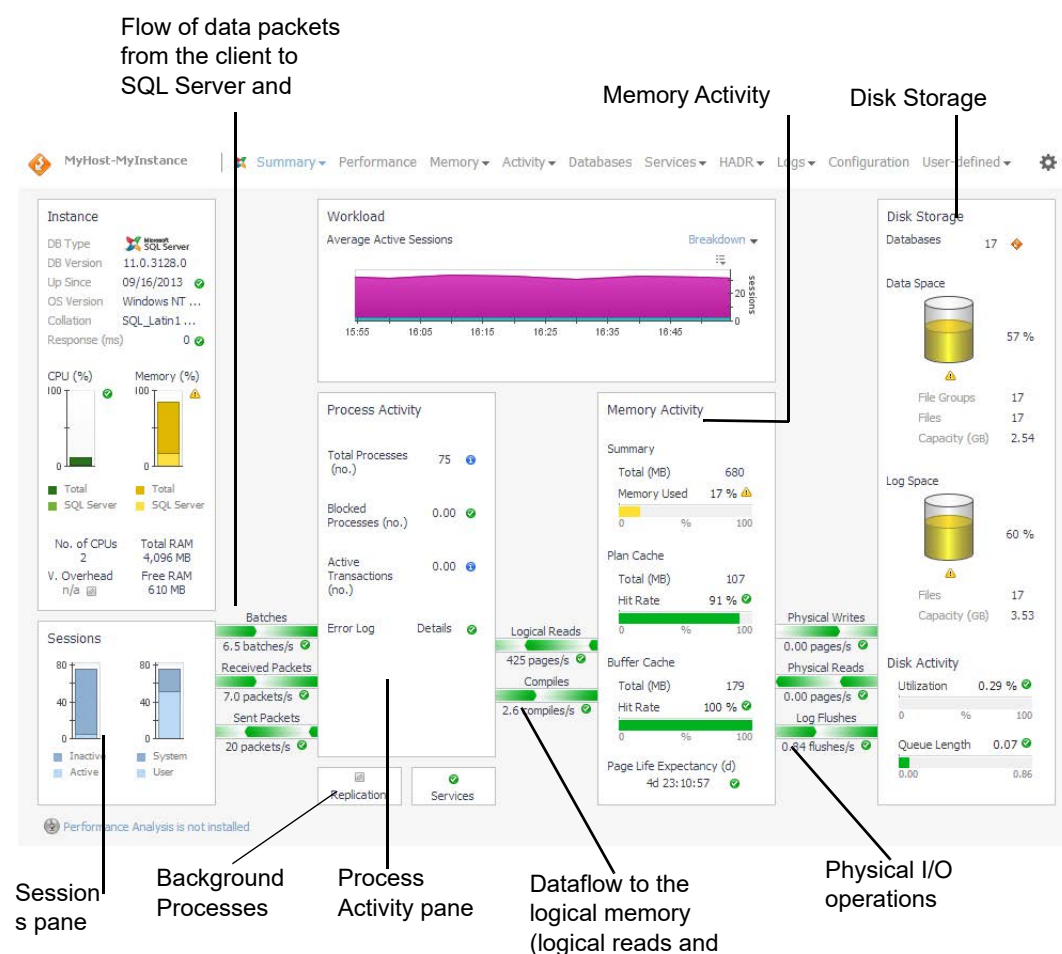 Flow of data packets
from the client to
SQL Server and
Memory Activity
Disk Storage
MyHost-MyInstance
Summary Performance Memory Activity Databases Services HADR Logs Configuration User-defined
Instance
DB Type Microsoft SQL Server
DB Version 11.0.3128.0
Up Since 09/16/2013
OS Version Windows NT ...
Collation SQL_Latin1 ...
Response (ms) 0
CPU (%) Memory (%)
100 100
0 0
Total Total
SQL Server SQL Server
No. of CPUs Total RAM
2 4,096 MB
V. Overhead Free RAM
n/a 610 MB
Sessions
80 80
40 40
0 0
Inactive System
Active User
Performance Analysis is not installed
Batches
6.5 batches/s
Received Packets
7.0 packets/s
Sent Packets
20 packets/s
Workload
Average Active Sessions Breakdown
20
0
sessions
15:55 16:05 16:15 16:25 16:35 16:45
Process Activity
Total Processes 75
(no.)
Blocked 0.00
Processes (no.)
Active 0.00
Transactions
(no.)
Error Log Details
Replication Services
Logical Reads
425 pages/s
Compiles
2.6 compiles/s
Memory Activity
Summary
Total (MB) 680
Memory Used 17 %
0 % 100
Plan Cache
Total (MB) 107
Hit Rate 91 %
0 % 100
Buffer Cache
Total (MB) 179
Hit Rate 100 %
0 % 100
Page Life Expectancy (d)
4d 23:10:57
Physical Writes
0.00 pages/s
Physical Reads
0.00 pages/s
Log Flushes
0.84 flushes/s
Disk Storage
Databases 17
Data Space
57 %
File Groups 17
Files 17
Capacity (GB) 2.54
Log Space
60 %
Files 17
Capacity (GB) 3.53
Disk Activity
Utilization 0.29 %
0 % 100
Queue Length 0.07
0.00 0.86
Session
s pane
Background
Processes
Process
Activity pane
Dataflow to the
logical memory
(logical reads and
Physical I/O
operations